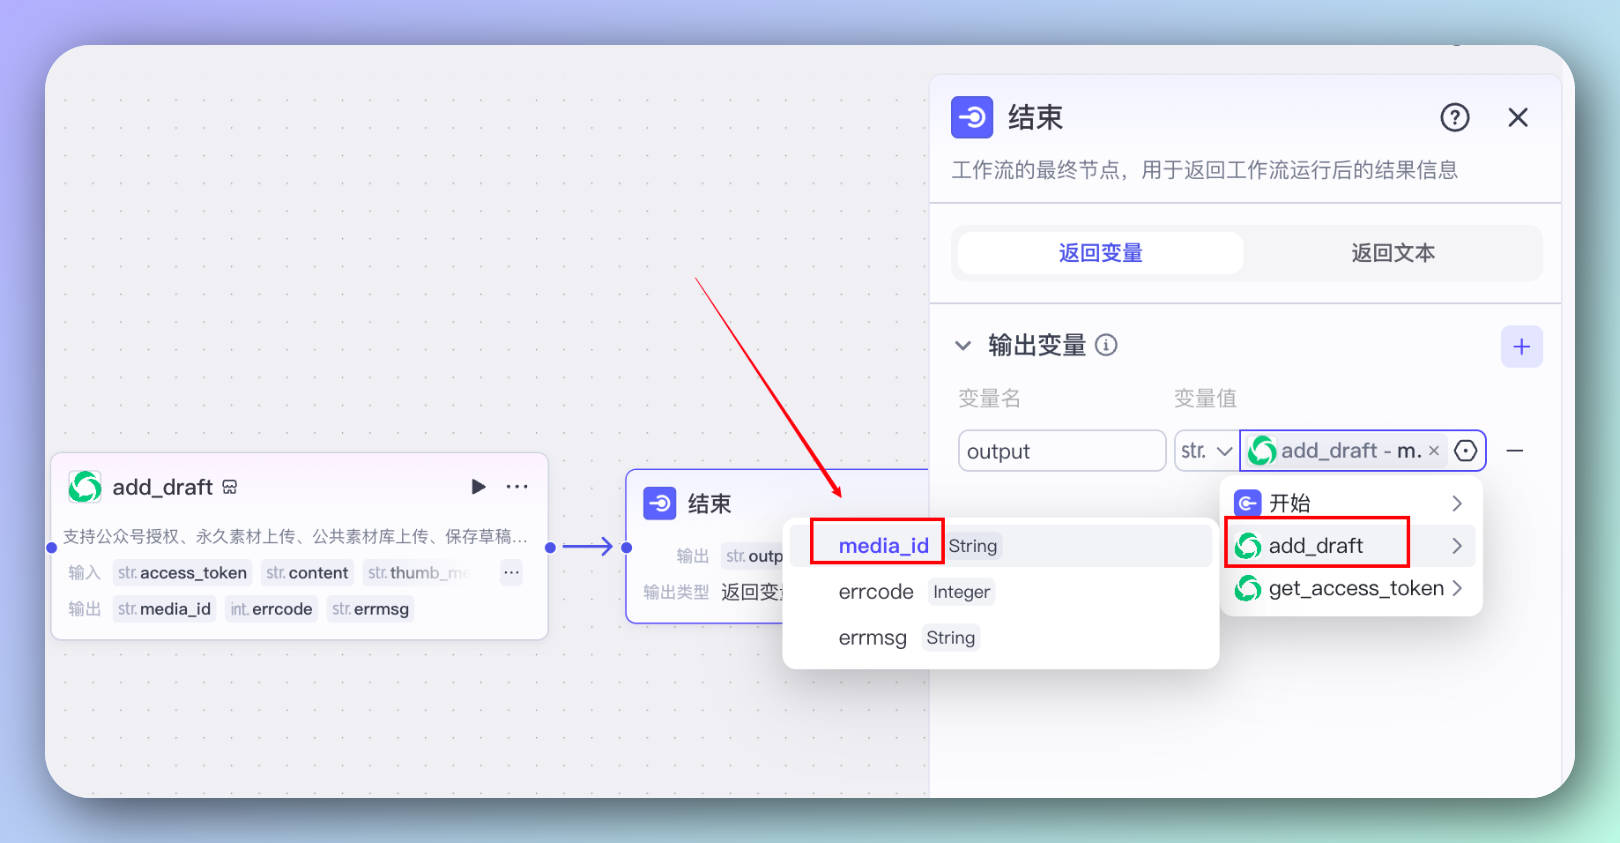 add_draft
支持公众号授权、永久素材上传、公共素材库上传、保存草稿...
输入 str. access_token str. content str. thumb_me ...
输出 str. media_id int. errcode str. errmsg
结束
输出 str. outp
输出类型 返回变
结束
工作流的最终节点，用于返回工作流运行后的结果信息
返回变量 返回文本
输出变量
变量名 变量值
output str. add_draft - m.
开始
add_draft
get_access_token
media_id String
errcode Integer
errmsg String